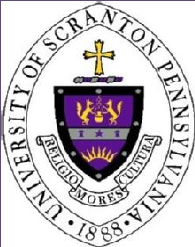 UNIVERSITY OF SCRANTON PENNSYLVANIA
RELIGIO MORES CULTURA
· 1888 ·